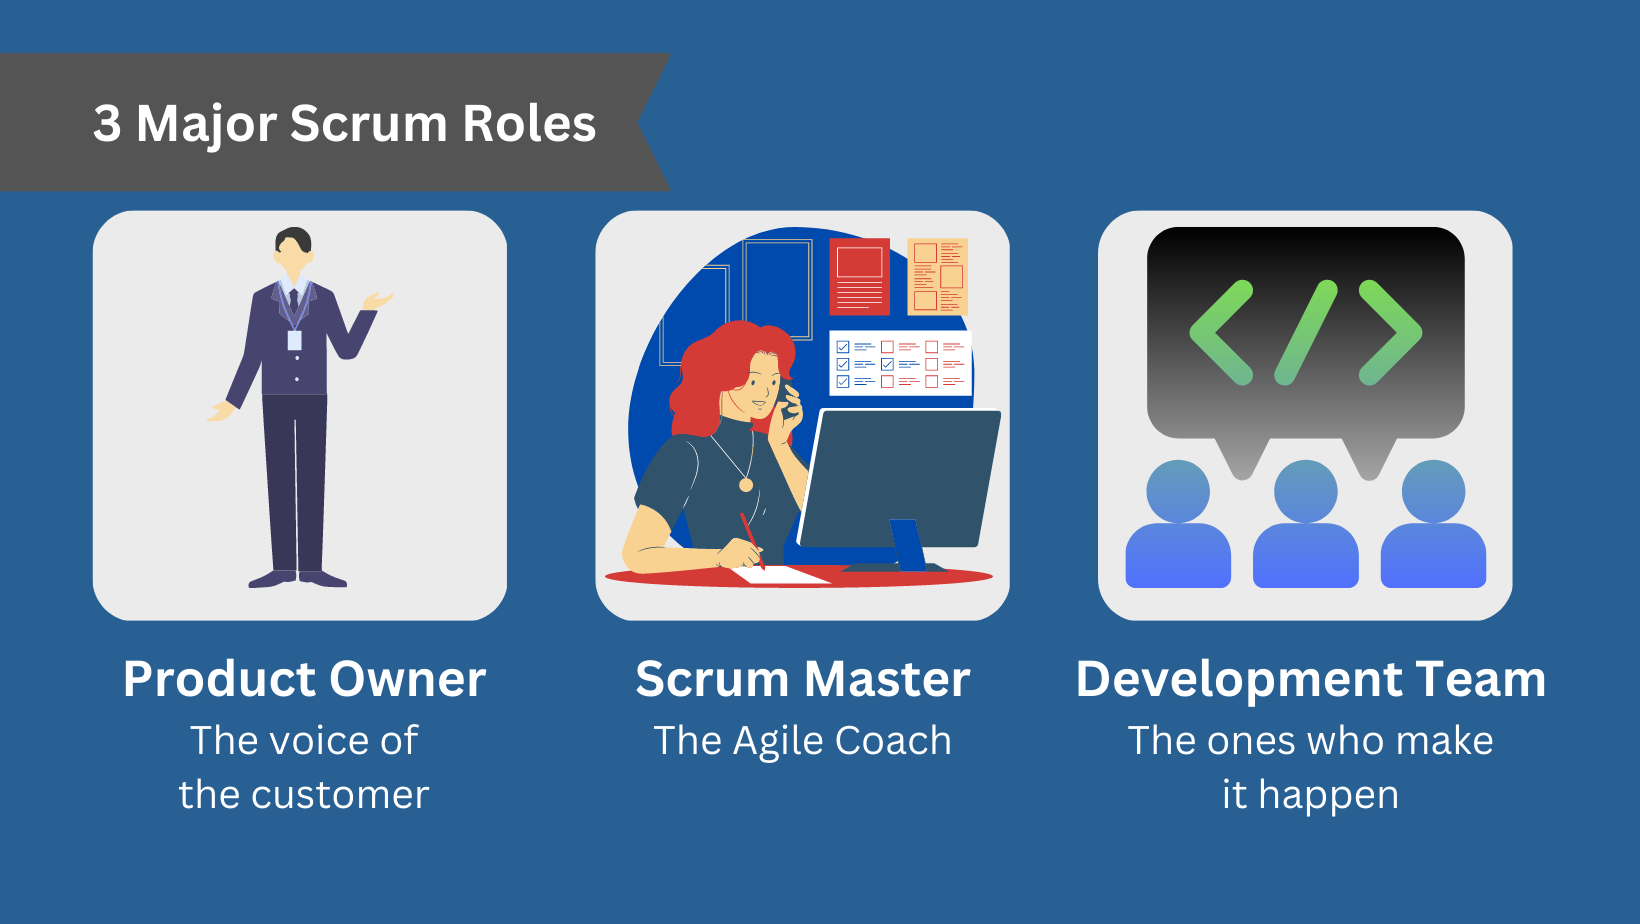 3 Major Scrum Roles
Product Owner
The voice of
the customer
Scrum Master
The Agile Coach
Development Team
The ones who make
it happen